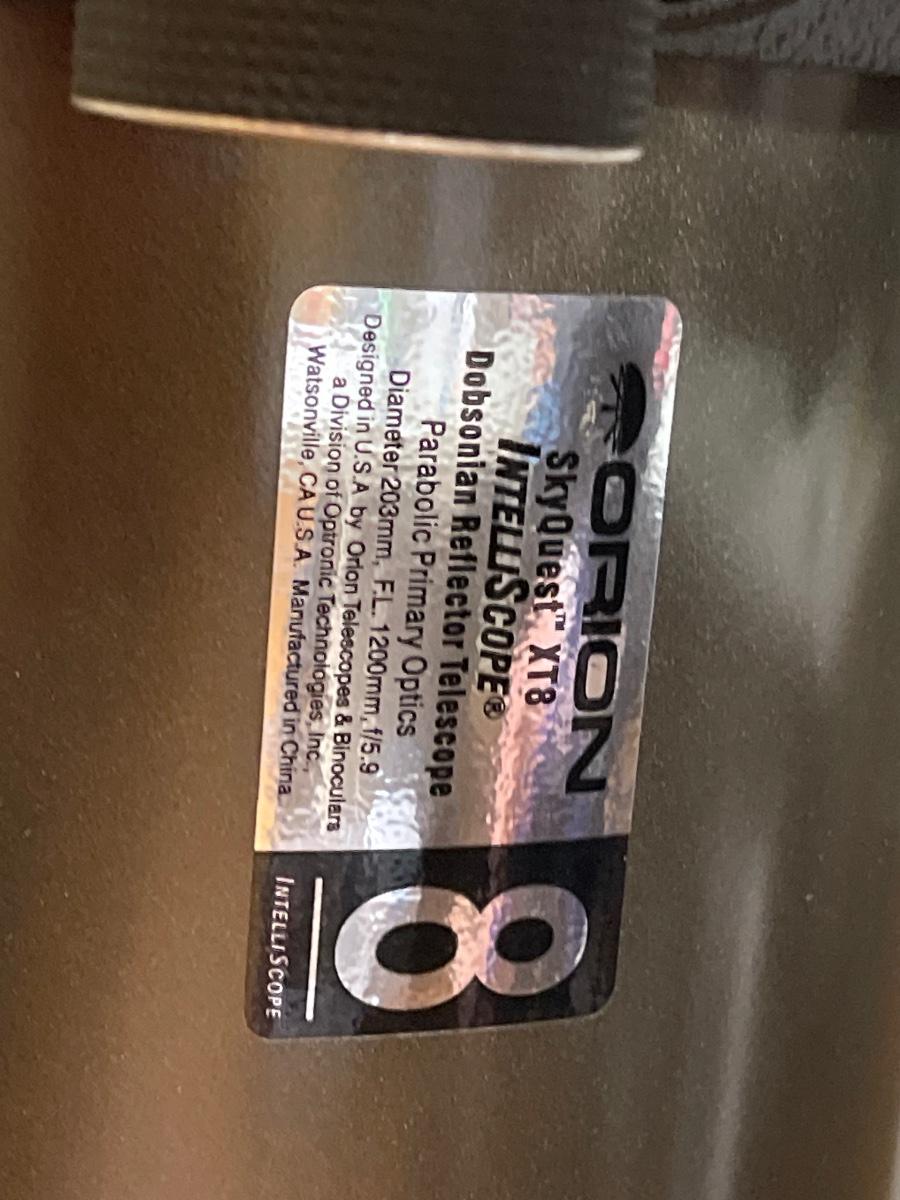 ORION
SkyQuest™ XT8
INTELLISCOPE®
Dobsonian Reflector Telescope
Parabolic Primary Optics
Diameter 203mm, F.L. 1200mm, f/5.9
Designed in U.S.A. by Orion Telescopes & Binoculars
a Division of Optronic Technologies, Inc.,
Watsonville, CA U.S.A. Manufactured in China.
8
INTELLISCOPE